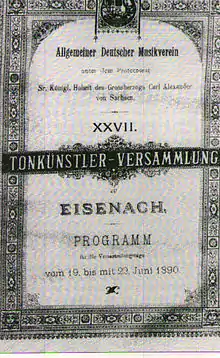 Allgemeiner Deutscher Musikverein
unter dem Protectorat
Sr. Königl. Hoheit des Grossherzogs Carl Alexander
von Sachsen.
XXVII.
TONKÜNSTLER-VERSAMMLUNG
zu
EISENACH.
PROGRAMM
für die Versammlungstage
vom 19. bis mit 22. Juni 1890.